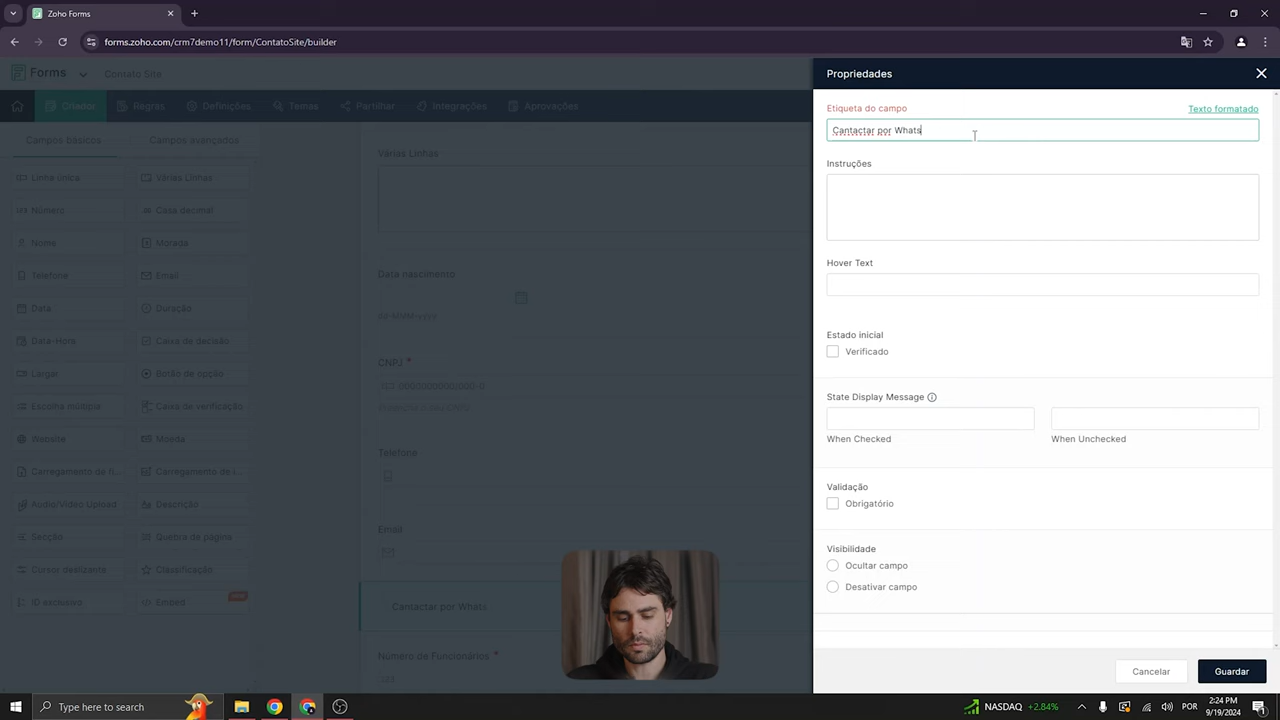 Zoho Forms
forms.zoho.com/crm7demo11/form/ContatoSite/builder
Forms
Contato Site
Propriedades
Criador
Regras
Definições
Temas
Partilhar
Integrações
Aprovações
Campos básicos
Campos avançados
Linha única
Várias Linhas
Número
Casa decimal
Nome
Morada
Telefone
Email
Data
Duração
Data-Hora
Caixa de decisão
Largar
Botão de opção
Escolha múltipla
Caixa de verificação
Website
Moeda
Carregamento de fi...
Carregamento de i...
Audio/Video Upload
Descrição
Secção
Quebra de página
Cursor deslizante
Classificação
ID exclusivo
Embed
Várias Linhas
Data nascimento
dd-MMM-yyyy
CNPJ *
Telefone
Email
Cantactar por Whats
Número de Funcionários *
123
Etiqueta do campo
Texto formatado
Cantactar por Whats
Instruções
Hover Text
Estado inicial
Verificado
State Display Message
When Checked
When Unchecked
Validação
Obrigatório
Visibilidade
Ocultar campo
Desativar campo
Cancelar
Guardar
Type here to search
NASDAQ
+2.84%
POR
2:24 PM
9/19/2024